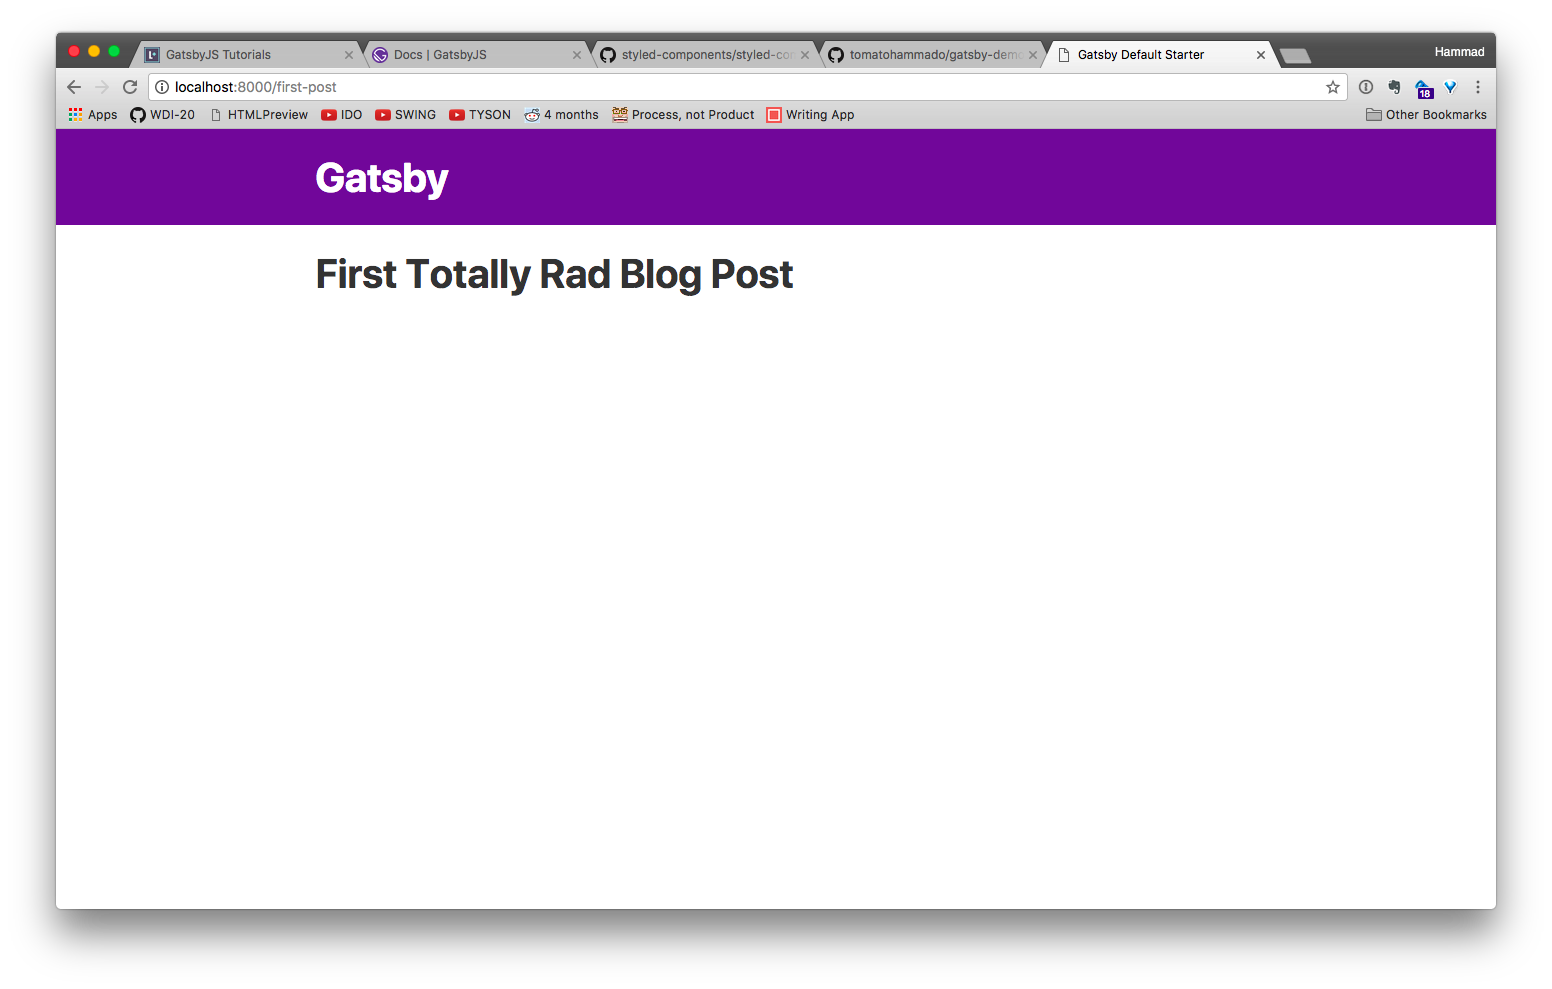 GatsbyJS Tutorials
Docs | GatsbyJS
styled-components/styled-cor
tomatohammado/gatsby-demo
Gatsby Default Starter
Hammad
localhost:8000/first-post
18
Apps
WDI-20
HTMLPreview
IDO
SWING
TYSON
4 months
Process, not Product
Writing App
Other Bookmarks
Gatsby
First Totally Rad Blog Post